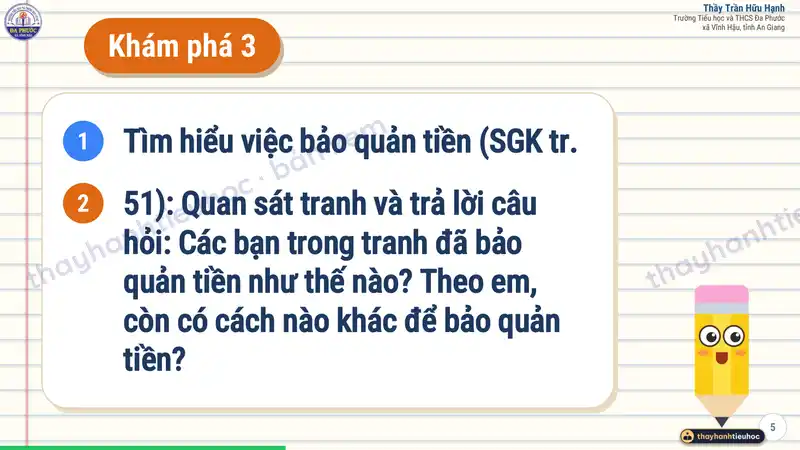 Thầy Trần Hữu Hạnh
Trường Tiểu học và THCS Đa Phước
xã Vĩnh Hậu, tỉnh An Giang
ĐA PHƯỚC
Khám phá 3
1 Tìm hiểu việc bảo quản tiền (SGK tr.
2 51): Quan sát tranh và trả lời câu
hỏi: Các bạn trong tranh đã bảo
quản tiền như thế nào? Theo em,
còn có cách nào khác để bảo quản
tiền?
thayhanhtieuhoc
5